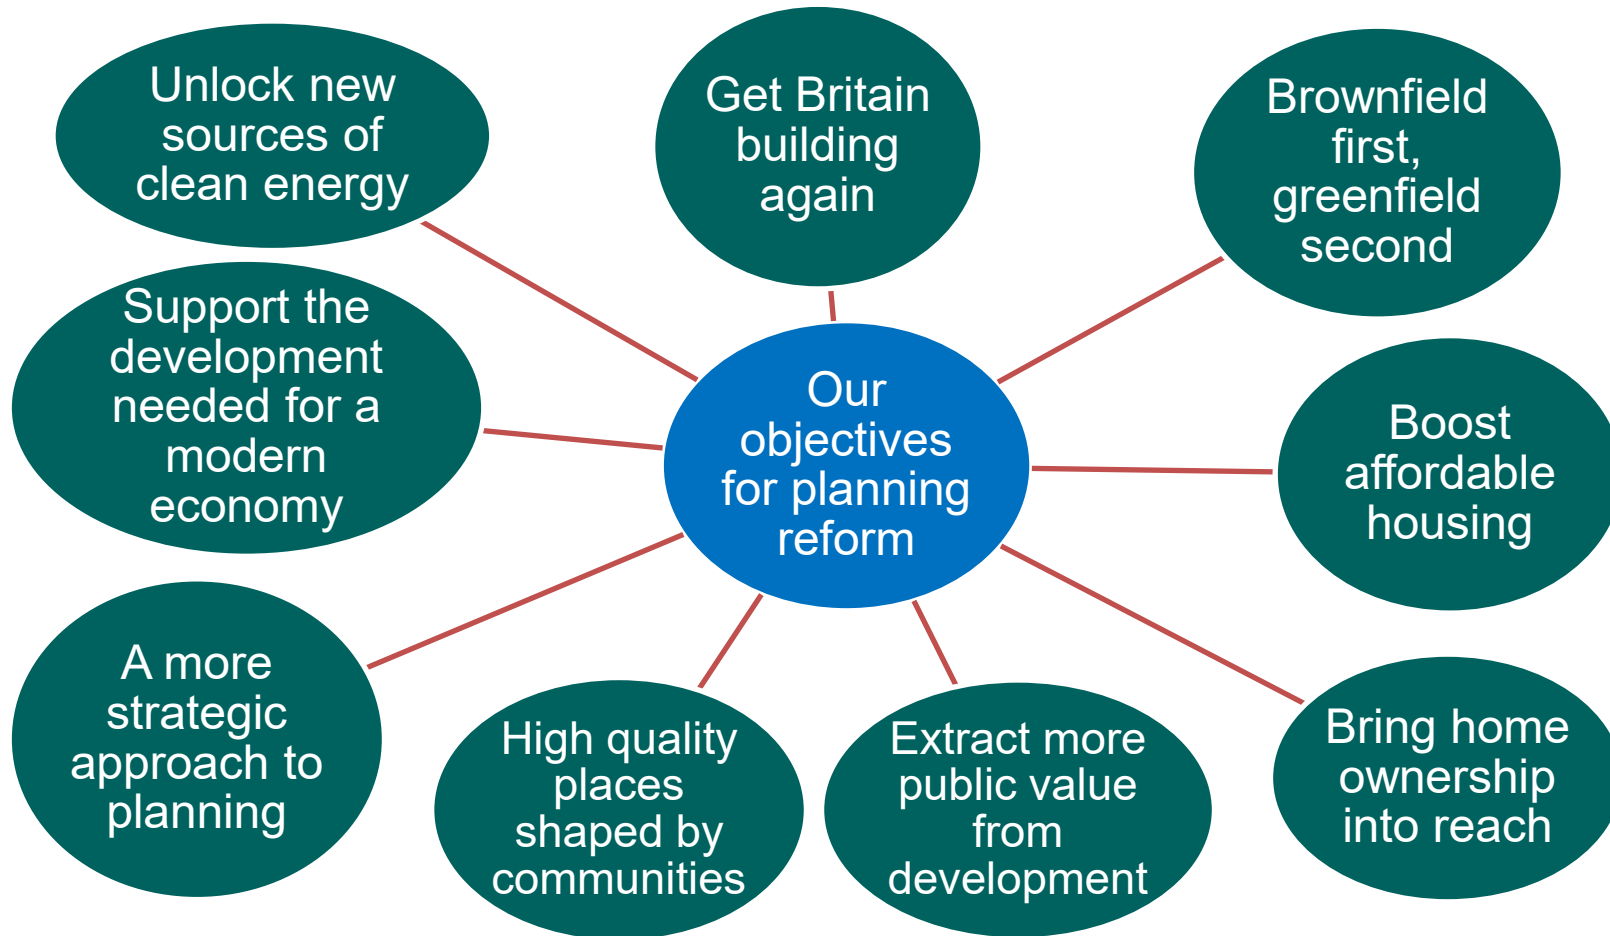 Unlock new
sources of
clean energy
Get Britain
building
again
Brownfield
first,
greenfield
second
Support the
development
needed for a
modern
economy
Our
objectives
for planning
reform
Boost
affordable
housing
A more
strategic
approach to
planning
High quality
places
shaped by
communities
Extract more
public value
from
development
Bring home
ownership
into reach